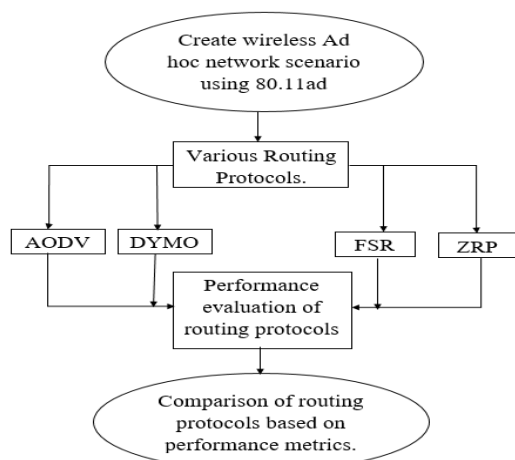 Create wireless Ad
hoc network scenario
using 80.11ad
Various Routing
Protocols.
AODV
DYMO
FSR
ZRP
Performance
evaluation of
routing protocols
Comparison of routing
protocols based on
performance metrics.